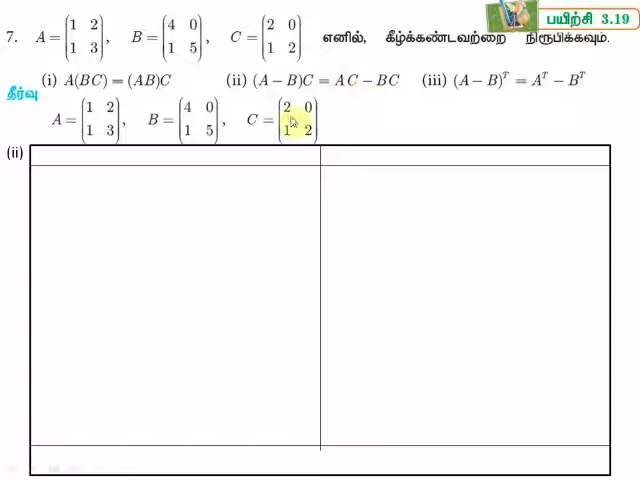 பயிற்சி 3.19
7. A = (1 2 1 3), B = (4 0 1 5), C = (2 0 1 2) எனில், கீழ்க்கண்டவற்றை நிரூபிக்கவும்.
(i) A(BC) = (AB)C (ii) (A − B)C = AC − BC (iii) (A − B)^T = A^T − B^T
தீர்வு
A = (1 2 1 3), B = (4 0 1 5), C = (2 0 1 2)
(ii)